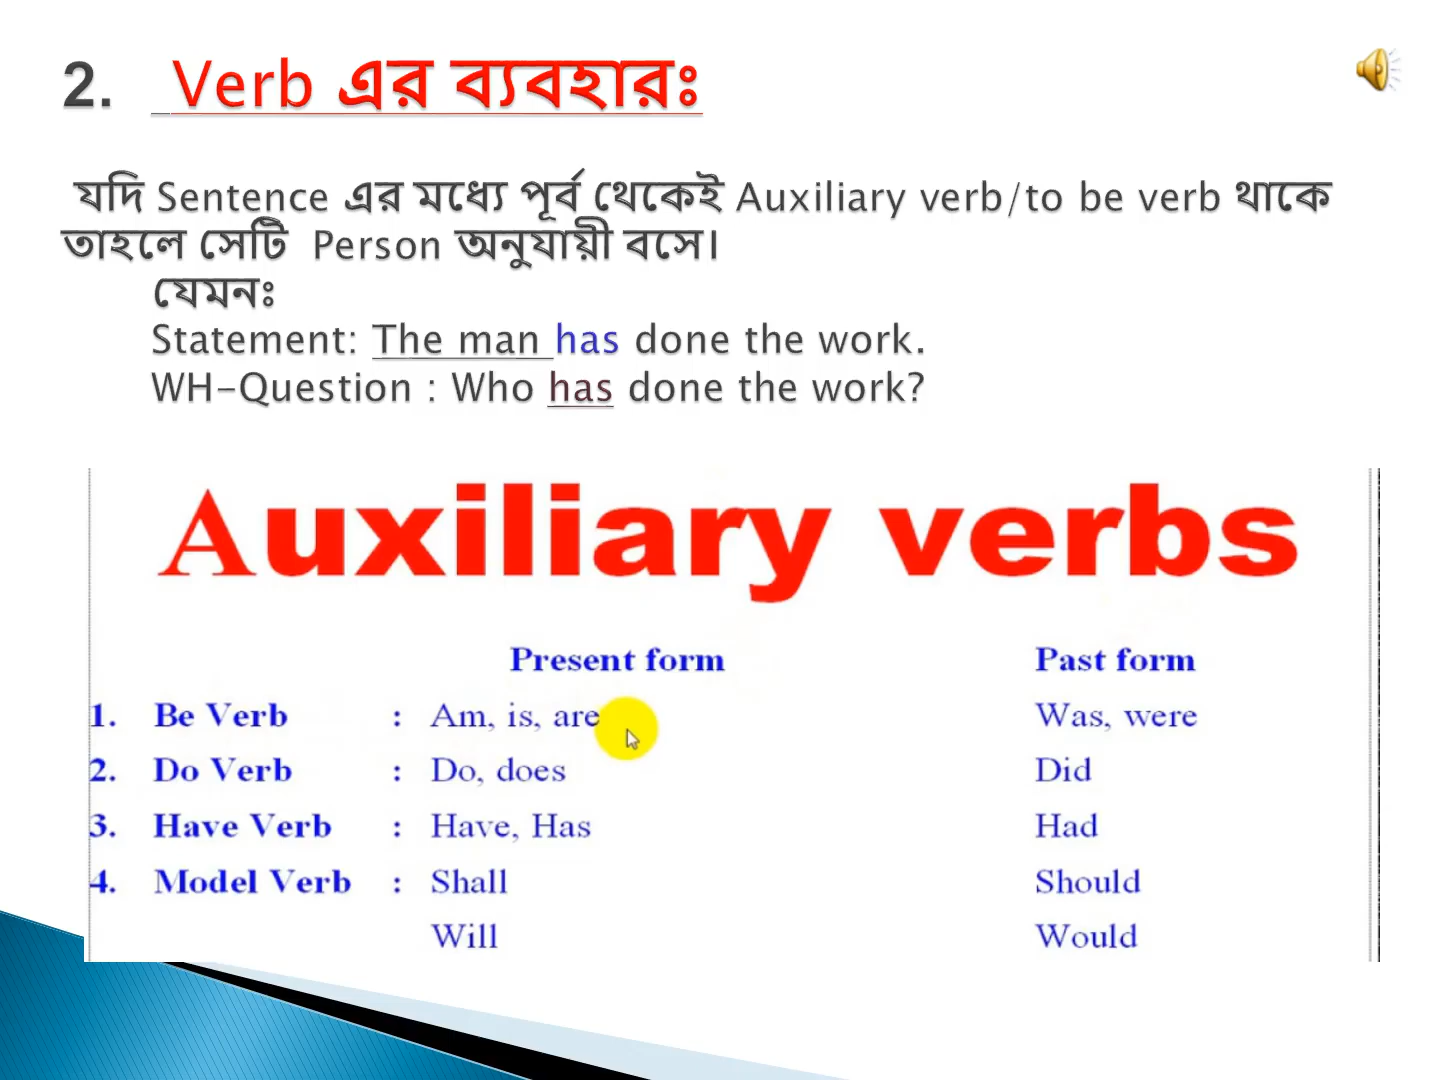 2. Verb এর ব্যবহারঃ
যদি Sentence এর মধ্যে পূর্ব থেকেই Auxiliary verb/to be verb থাকে
তাহলে সেটি Person অনুযায়ী বসে।
যেমনঃ
Statement: The man has done the work.
WH-Question : Who has done the work?
Auxiliary verbs
Present form Past form
1. Be Verb : Am, is, are Was, were
2. Do Verb : Do, does Did
3. Have Verb : Have, Has Had
4. Model Verb : Shall Should
Will Would